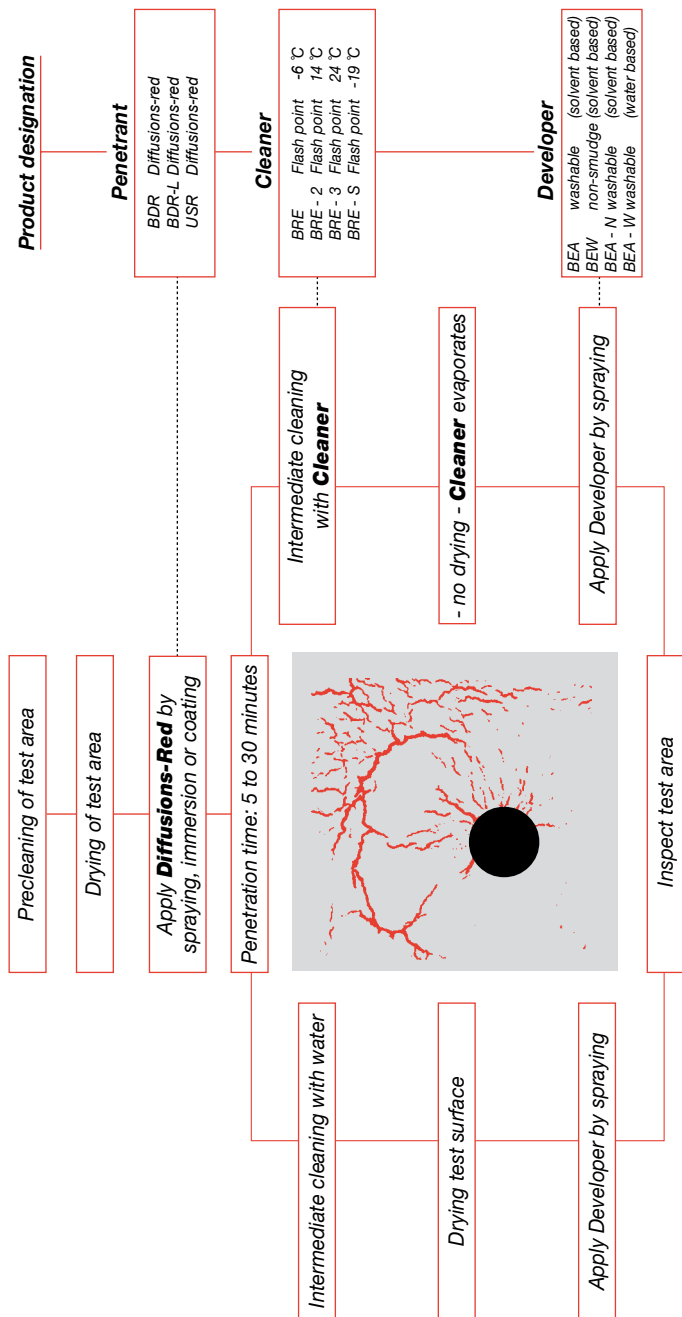 Precleaning of test area
Drying of test area
Apply Diffusions-Red by
spraying, immersion or coating
Penetration time: 5 to 30 minutes
Intermediate cleaning with water
Drying test surface
Apply Developer by spraying
Intermediate cleaning
with Cleaner
- no drying - Cleaner evaporates
Apply Developer by spraying
Inspect test area
Product designation
Penetrant
BDR Diffusions-red
BDR-L Diffusions-red
USR Diffusions-red
Cleaner
BRE Flash point -6 °C
BRE - 2 Flash point 14 °C
BRE - 3 Flash point 24 °C
BRE - S Flash point -19 °C
Developer
BEA washable (solvent based)
BEW non-smudge (solvent based)
BEA - N washable (solvent based)
BEA - W washable (water based)